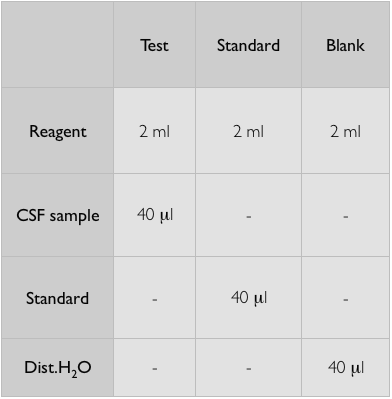 Test Standard Blank
Reagent 2 ml 2 ml 2 ml
CSF sample 40 μl - -
Standard - 40 μl -
Dist.H₂O - - 40 μl